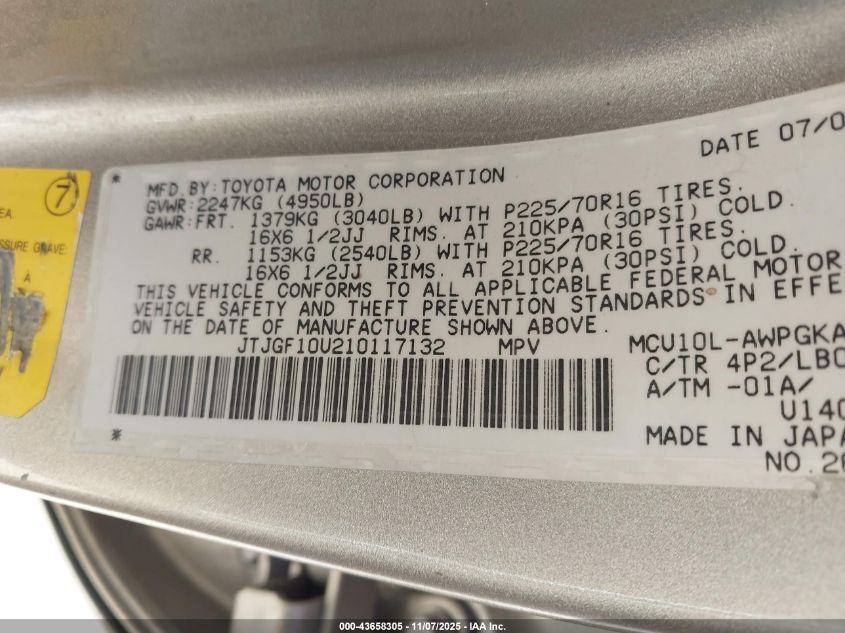 DATE 07/0
7
EA.
SSURE GRAVE.
A
* MFD.BY:TOYOTA MOTOR CORPORATION
GVWR:2247KG (4950LB)
GAWR:FRT. 1379KG (3040LB) WITH P225/70R16 TIRES.
16X6 1/2JJ RIMS. AT 210KPA (30PSI) COLD.
RR. 1153KG (2540LB) WITH P225/70R16 TIRES.
16X6 1/2JJ RIMS. AT 210KPA (30PSI) COLD.
THIS VEHICLE CONFORMS TO ALL APPLICABLE FEDERAL MOTOR
VEHICLE SAFETY AND THEFT PREVENTION STANDARDS IN EFFE
ON THE DATE OF MANUFACTURE SHOWN ABOVE.
JTJGF10U210117132 MPV MCU10L-AWPGKA
C/TR 4P2/LB0
A/TM -01A/
U140
* MADE IN JAPA
NO.26
000-43658305 - 11/07/2025 - IAA Inc.